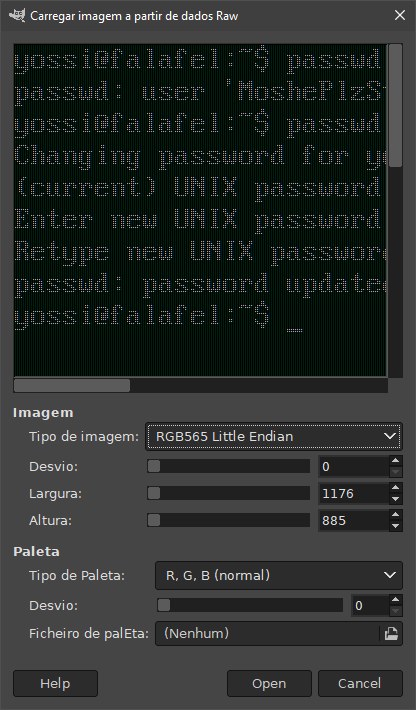 Carregar imagem a partir de dados Raw
yossi@falafel:~$ passwd
passwd: user 'MoshePlzS
yossi@falafel:~$ passwd
Changing password for yo
(current) UNIX password
Enter new UNIX password
Retype new UNIX password
passwd: password updated
yossi@falafel:~$ _
Imagem
Tipo de imagem: RGB565 Little Endian
Desvio: 0
Largura: 1176
Altura: 885
Paleta
Tipo de Paleta: R, G, B (normal)
Desvio: 0
Ficheiro de palEta: (Nenhum)
Help Open Cancel